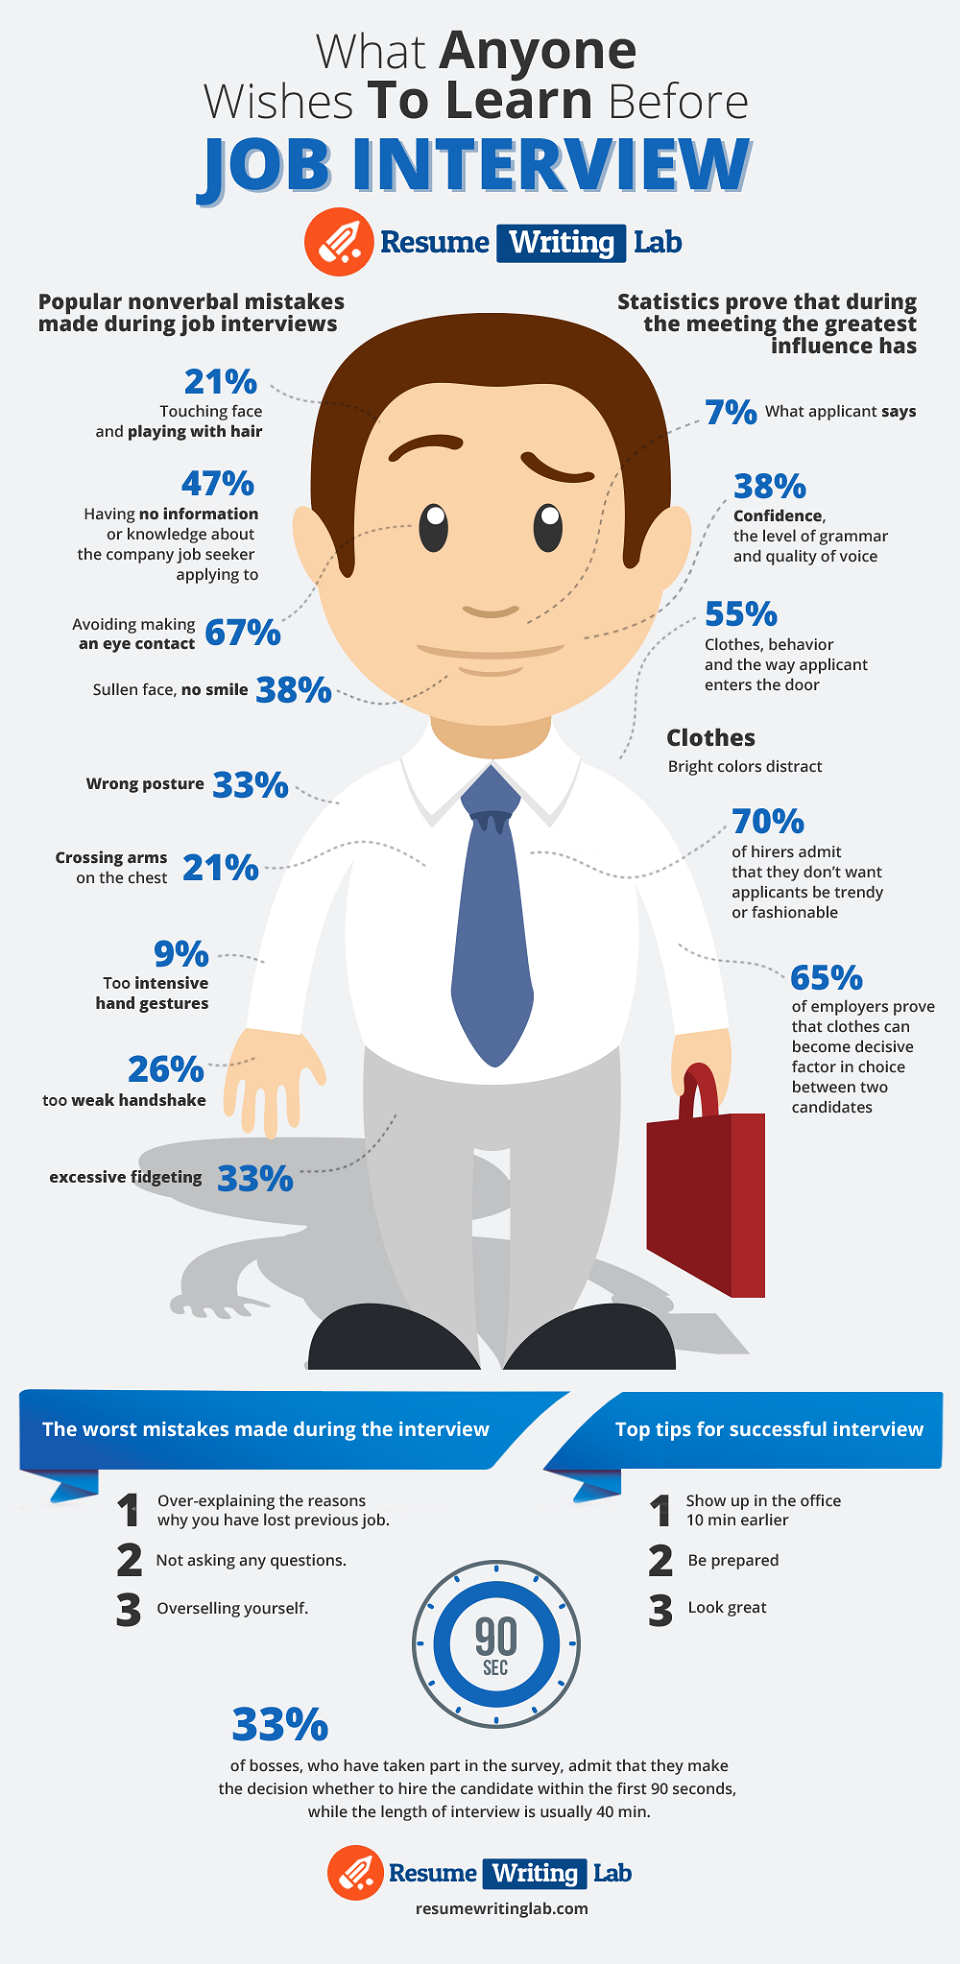 What Anyone
Wishes To Learn Before
JOB INTERVIEW
Resume Writing Lab
Popular nonverbal mistakes
made during job interviews
21%
Touching face
and playing with hair
47%
Having no information
or knowledge about
the company job seeker
applying to
Avoiding making
an eye contact
67%
Sullen face, no smile 38%
Wrong posture 33%
Crossing arms
on the chest
21%
9%
Too intensive
hand gestures
26%
too weak handshake
excessive fidgeting 33%
Statistics prove that during
the meeting the greatest
influence has
7% What applicant says
38%
Confidence,
the level of grammar
and quality of voice
55%
Clothes, behavior
and the way applicant
enters the door
Clothes
Bright colors distract
70%
of hirers admit
that they don't want
applicants be trendy
or fashionable
65%
of employers prove
that clothes can
become decisive
factor in choice
between two
candidates
The worst mistakes made during the interview
1 Over-explaining the reasons
why you have lost previous job.
2 Not asking any questions.
3 Overselling yourself.
Top tips for successful interview
1 Show up in the office
10 min earlier
2 Be prepared
3 Look great
90
SEC
33%
of bosses, who have taken part in the survey, admit that they make
the decision whether to hire the candidate within the first 90 seconds,
while the length of interview is usually 40 min.
Resume Writing Lab
resumewritinglab.com